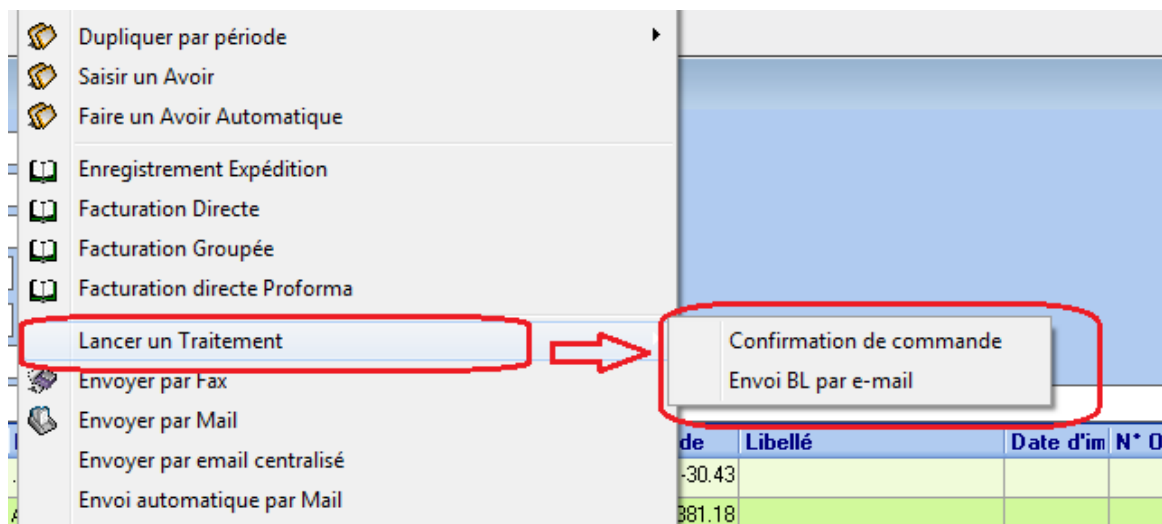 Dupliquer par période
Saisir un Avoir
Faire un Avoir Automatique
Enregistrement Expédition
Facturation Directe
Facturation Groupée
Facturation directe Proforma
Lancer un Traitement
Confirmation de commande
Envoi BL par e-mail
Envoyer par Fax
Envoyer par Mail
Envoyer par email centralisé
Envoi automatique par Mail
de Libellé Date d'im N° O
-30.43
381.18